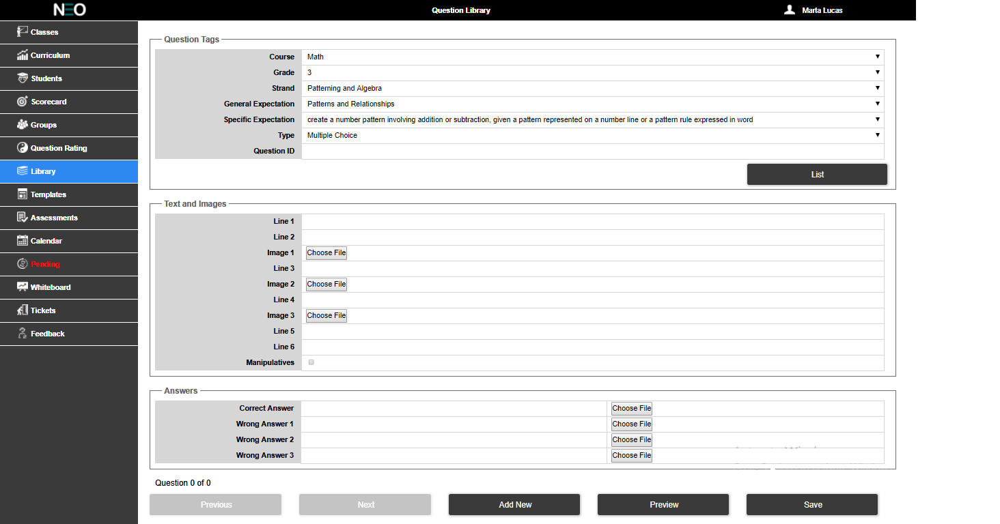 NEO
Question Library
Marta Lucas
Classes
Curriculum
Students
Scorecard
Groups
Question Rating
Library
Templates
Assessments
Calendar
Pending
Whiteboard
Tickets
Feedback
Question Tags
Course Math
Grade 3
Strand Patterning and Algebra
General Expectation Patterns and Relationships
Specific Expectation create a number pattern involving addition or subtraction, given a pattern represented on a number line or a pattern rule expressed in word
Type Multiple Choice
Question ID
List
Text and Images
Line 1
Line 2
Image 1 Choose File
Line 3
Image 2 Choose File
Line 4
Image 3 Choose File
Line 5
Line 6
Manipulatives
Answers
Correct Answer Choose File
Wrong Answer 1 Choose File
Wrong Answer 2 Choose File
Wrong Answer 3 Choose File
Question 0 of 0
Previous Next Add New Preview Save